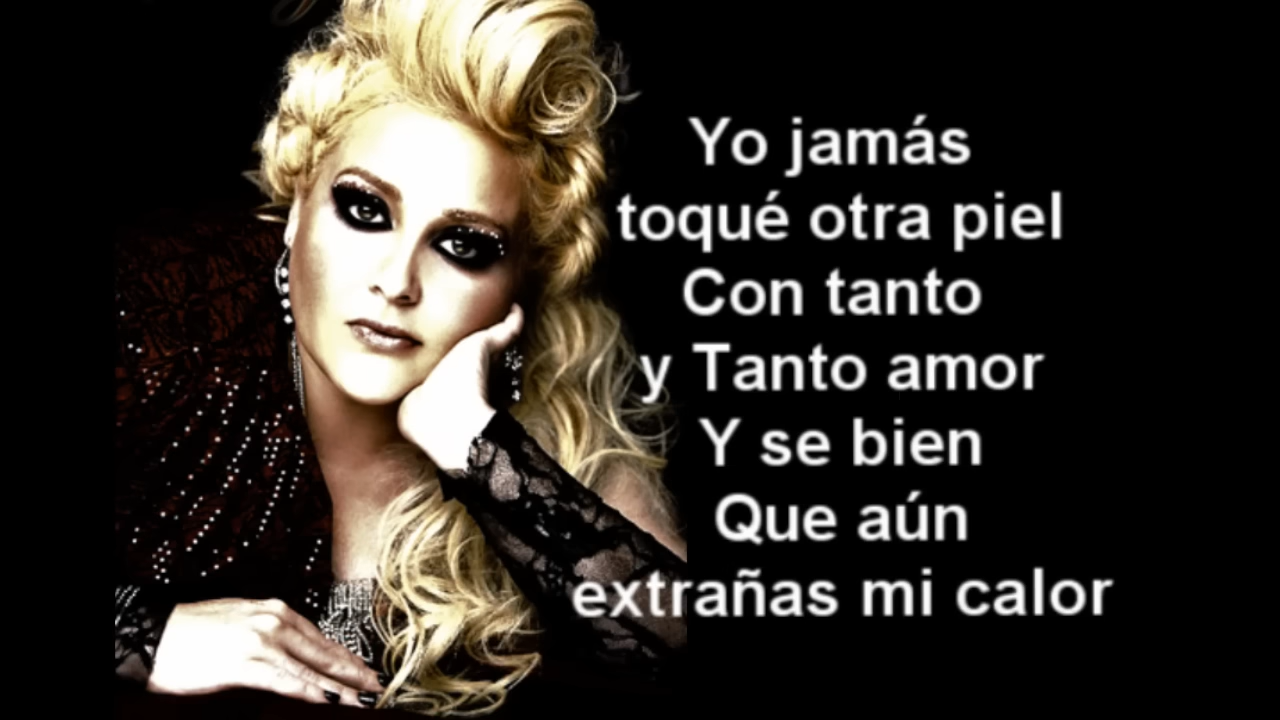 Yo jamás
toqué otra piel
Con tanto
y Tanto amor
Y se bien
Que aún
extrañas mi calor